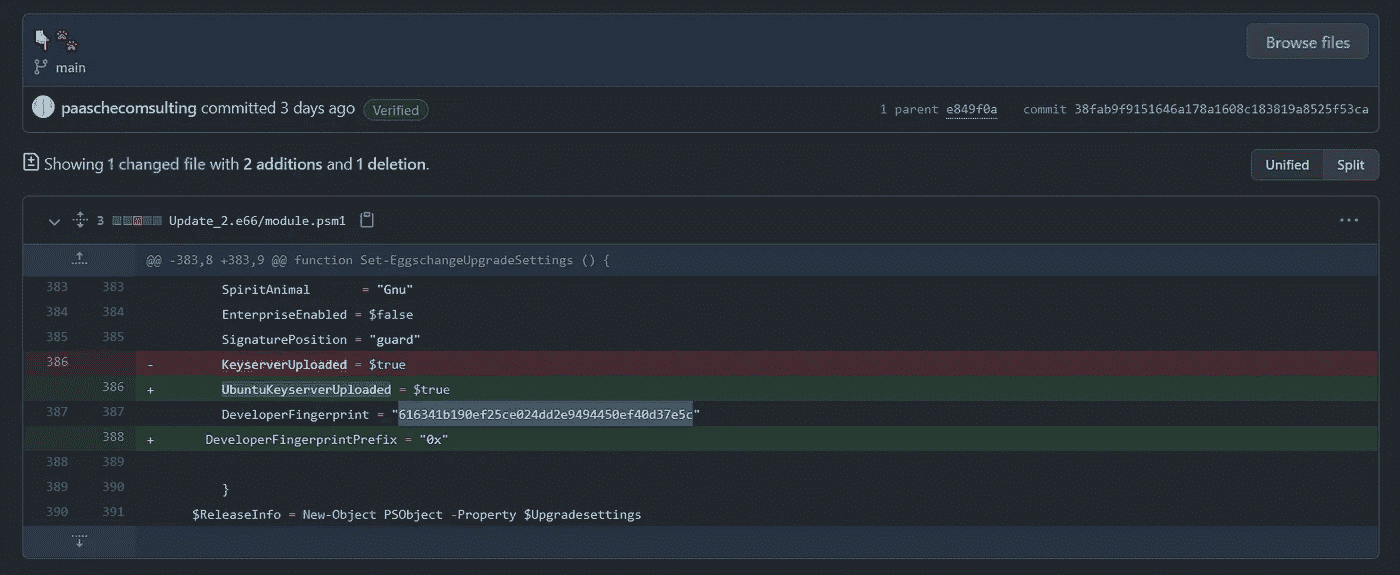 Browse files
main
paaschecomsulting committed 3 days ago Verified 1 parent e849f0a commit 38fab9f9151646a178a1608c183819a8525f53ca
Showing 1 changed file with 2 additions and 1 deletion.
Unified Split
3 Update_2.e66/module.psm1
@@ -383,8 +383,9 @@ function Set-EggschangeUpgradeSettings () {
383 383 SpiritAnimal = "Gnu"
384 384 EnterpriseEnabled = $false
385 385 SignaturePosition = "guard"
386 - KeyserverUploaded = $true
386 + UbuntuKeyserverUploaded = $true
387 387 DeveloperFingerprint = "616341b190ef25ce024dd2e9494450ef40d37e5c"
388 + DeveloperFingerprintPrefix = "0x"
388 389
389 390 }
390 391 $ReleaseInfo = New-Object PSObject -Property $Upgradesettings